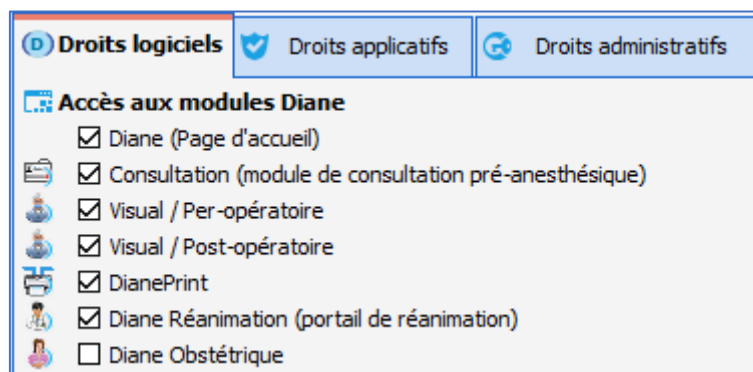 Droits logiciels Droits applicatifs Droits administratifs
Accès aux modules Diane
Diane (Page d'accueil)
Consultation (module de consultation pré-anesthésique)
Visual / Per-opératoire
Visual / Post-opératoire
DianePrint
Diane Réanimation (portail de réanimation)
Diane Obstétrique